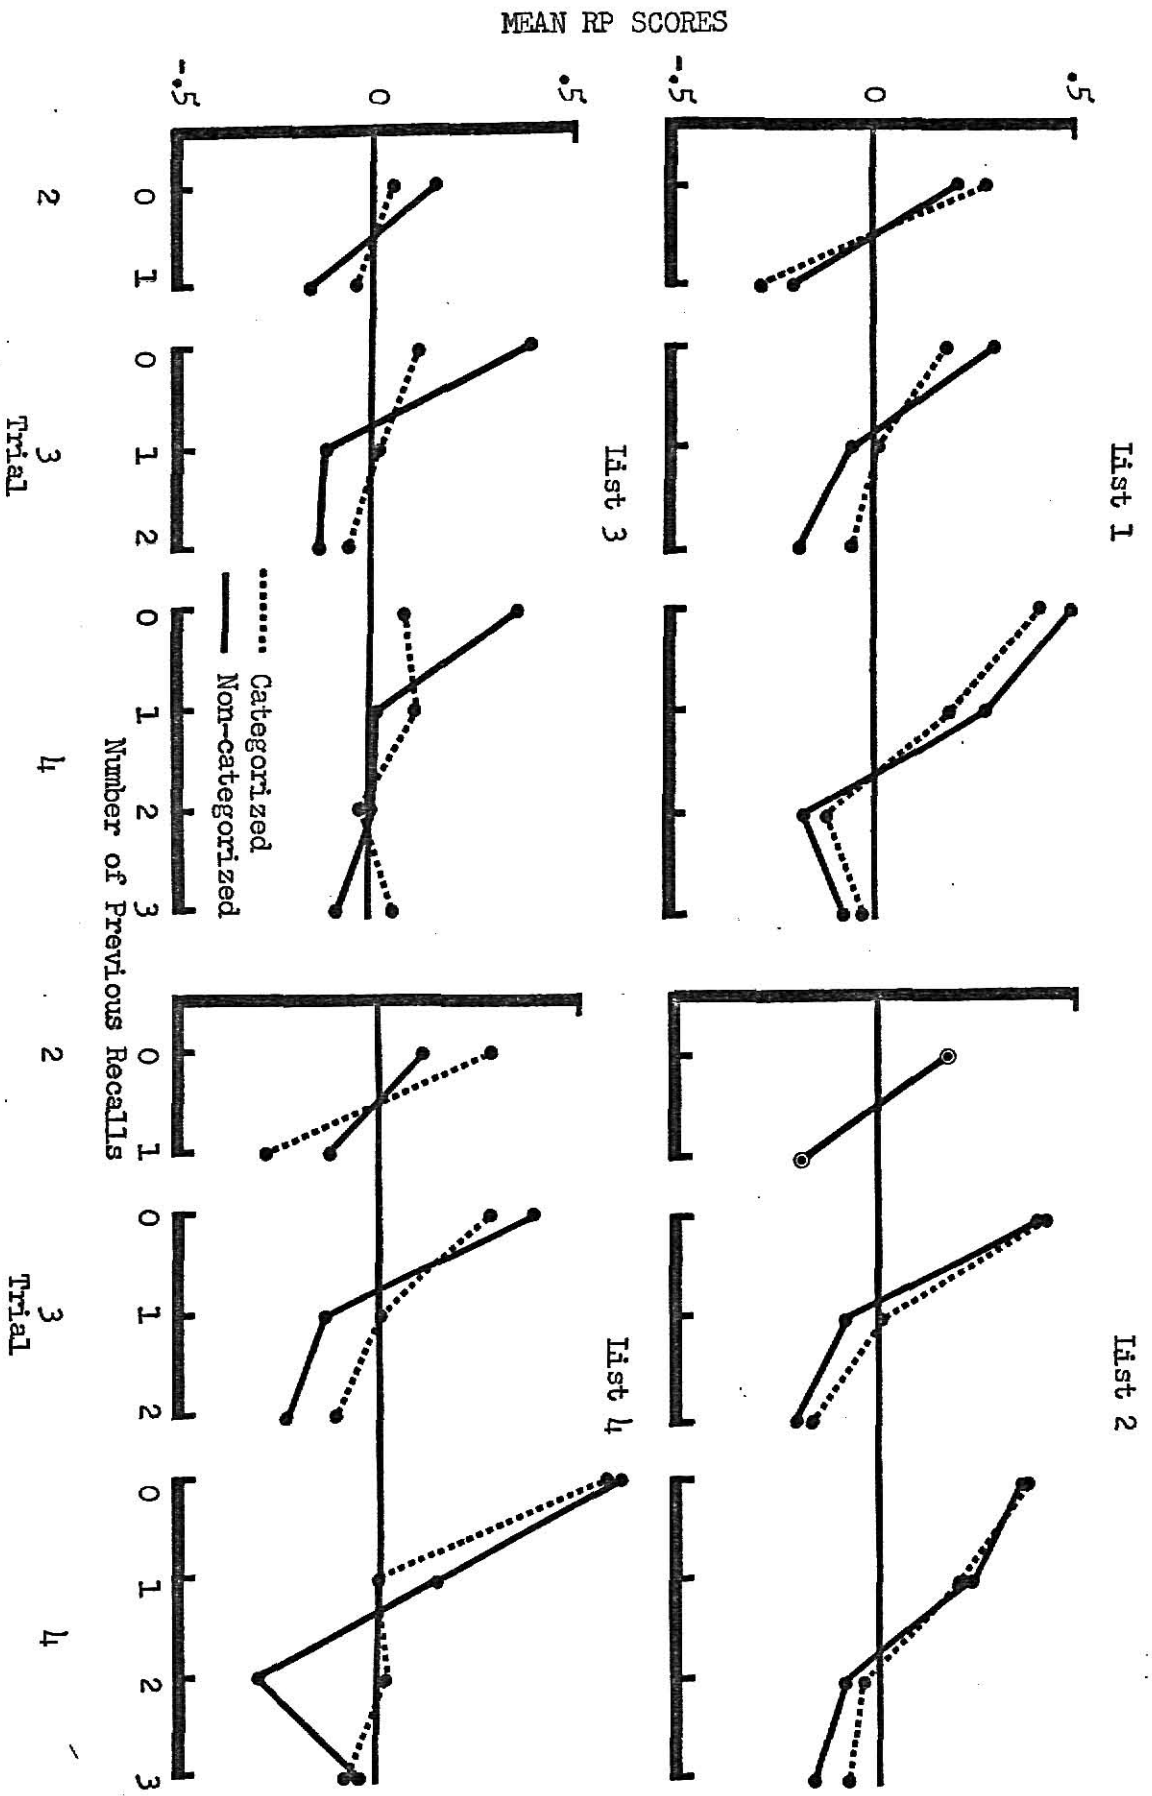 MEAN RP SCORES
List 1
List 2
.5
0
-.5
List 3
List 4
.5
0
-.5
Categorized
Non-categorized
0 1 0 1 2 0 1 2 3 0 1 0 1 2 0 1 2 3
Number of Previous Recalls
2 3 4 2 3 4
Trial Trial